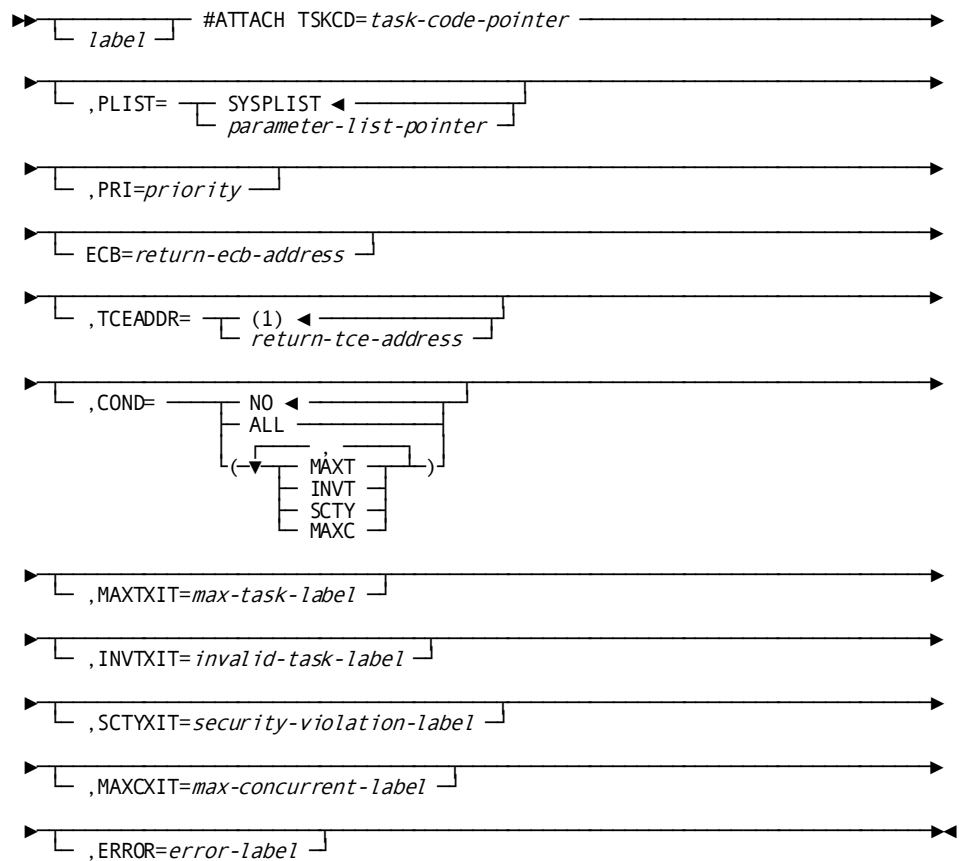 #ATTACH TSKCD=task-code-pointer
label
,PLIST= SYSPLIST
parameter-list-pointer
,PRI=priority
ECB=return-ecb-address
,TCEADDR= (1)
return-tce-address
,COND= NO
ALL
,
( MAXT )
INVT
SCTY
MAXC
,MAXTXIT=max-task-label
,INVTXIT=invalid-task-label
,SCTYXIT=security-violation-label
,MAXCXIT=max-concurrent-label
,ERROR=error-label